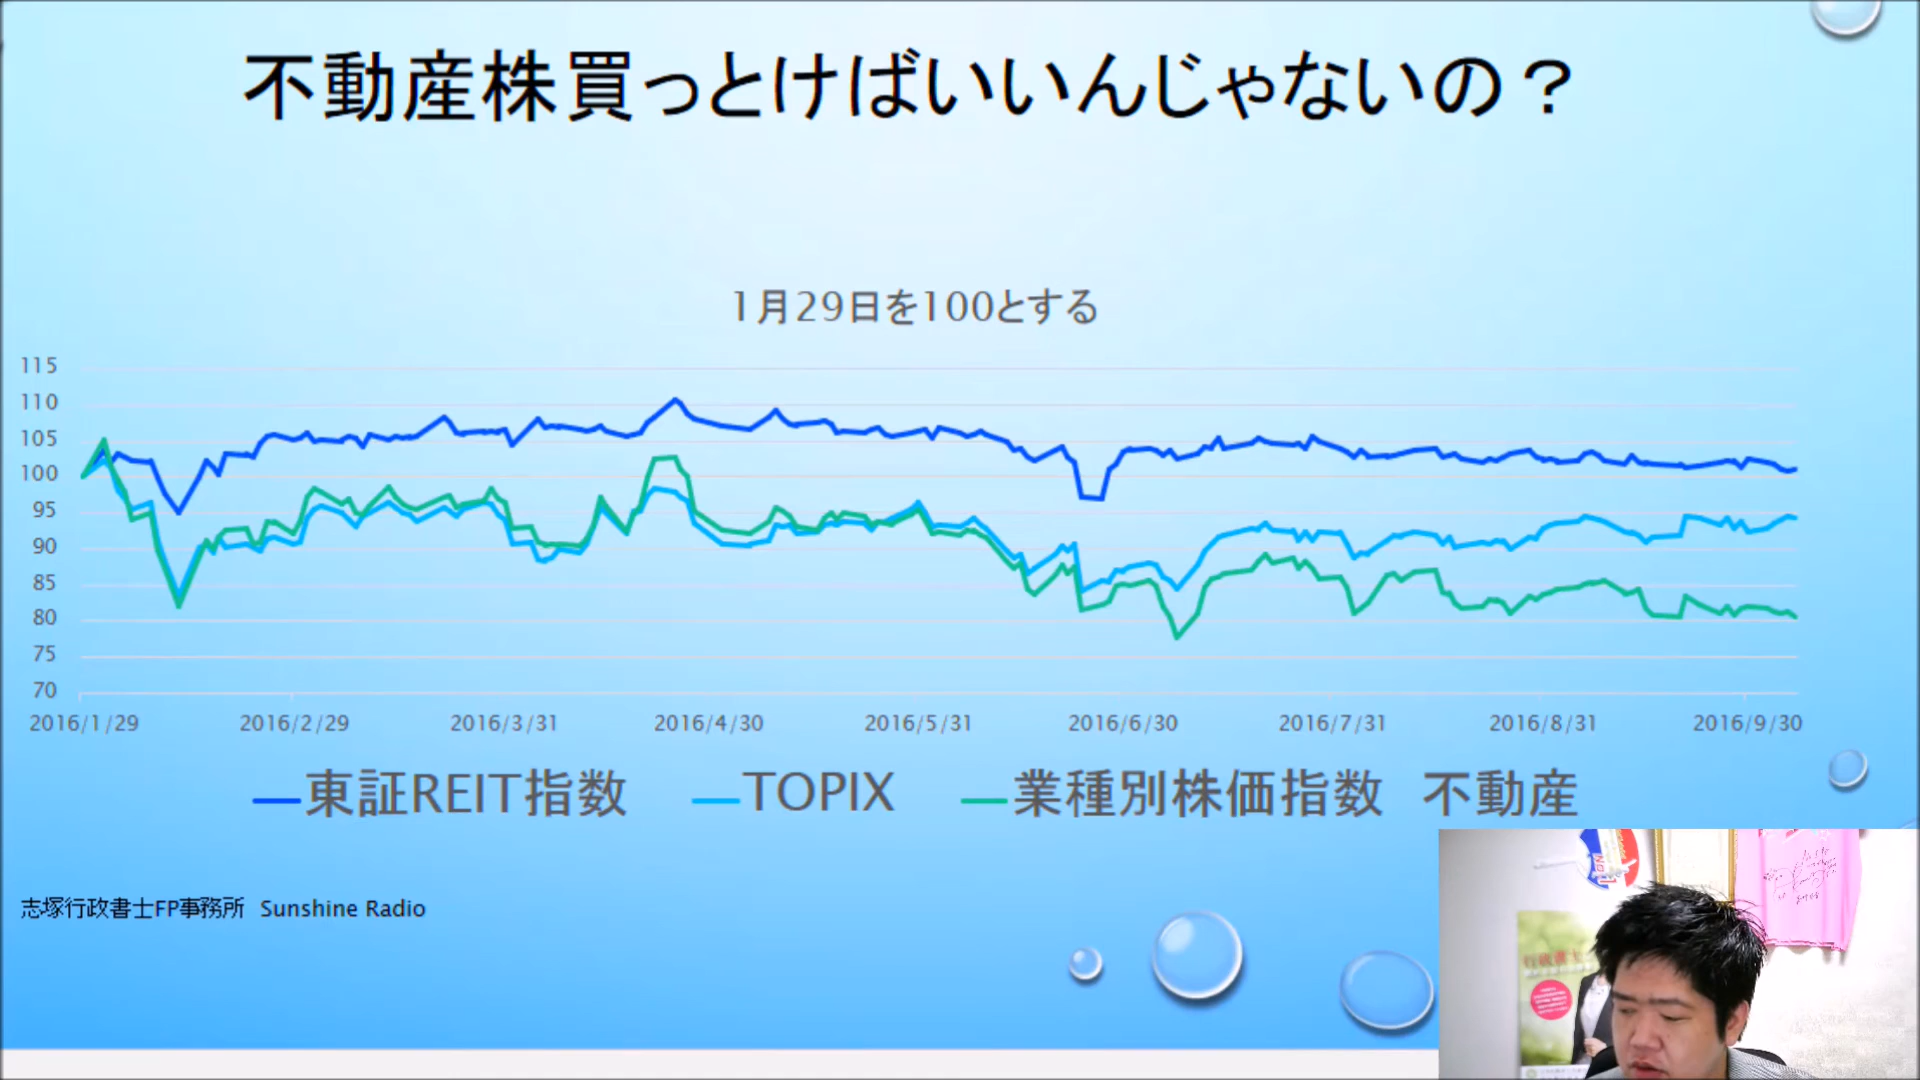 不動産株買っとけばいいんじゃないの？
1月29日を100とする
115
110
105
100
95
90
85
80
75
70
2016/1/29 2016/2/29 2016/3/31 2016/4/30 2016/5/31 2016/6/30 2016/7/31 2016/8/31 2016/9/30
東証REIT指数 TOPIX 業種別株価指数 不動産
志塚行政書士FP事務所 Sunshine Radio
行政書士